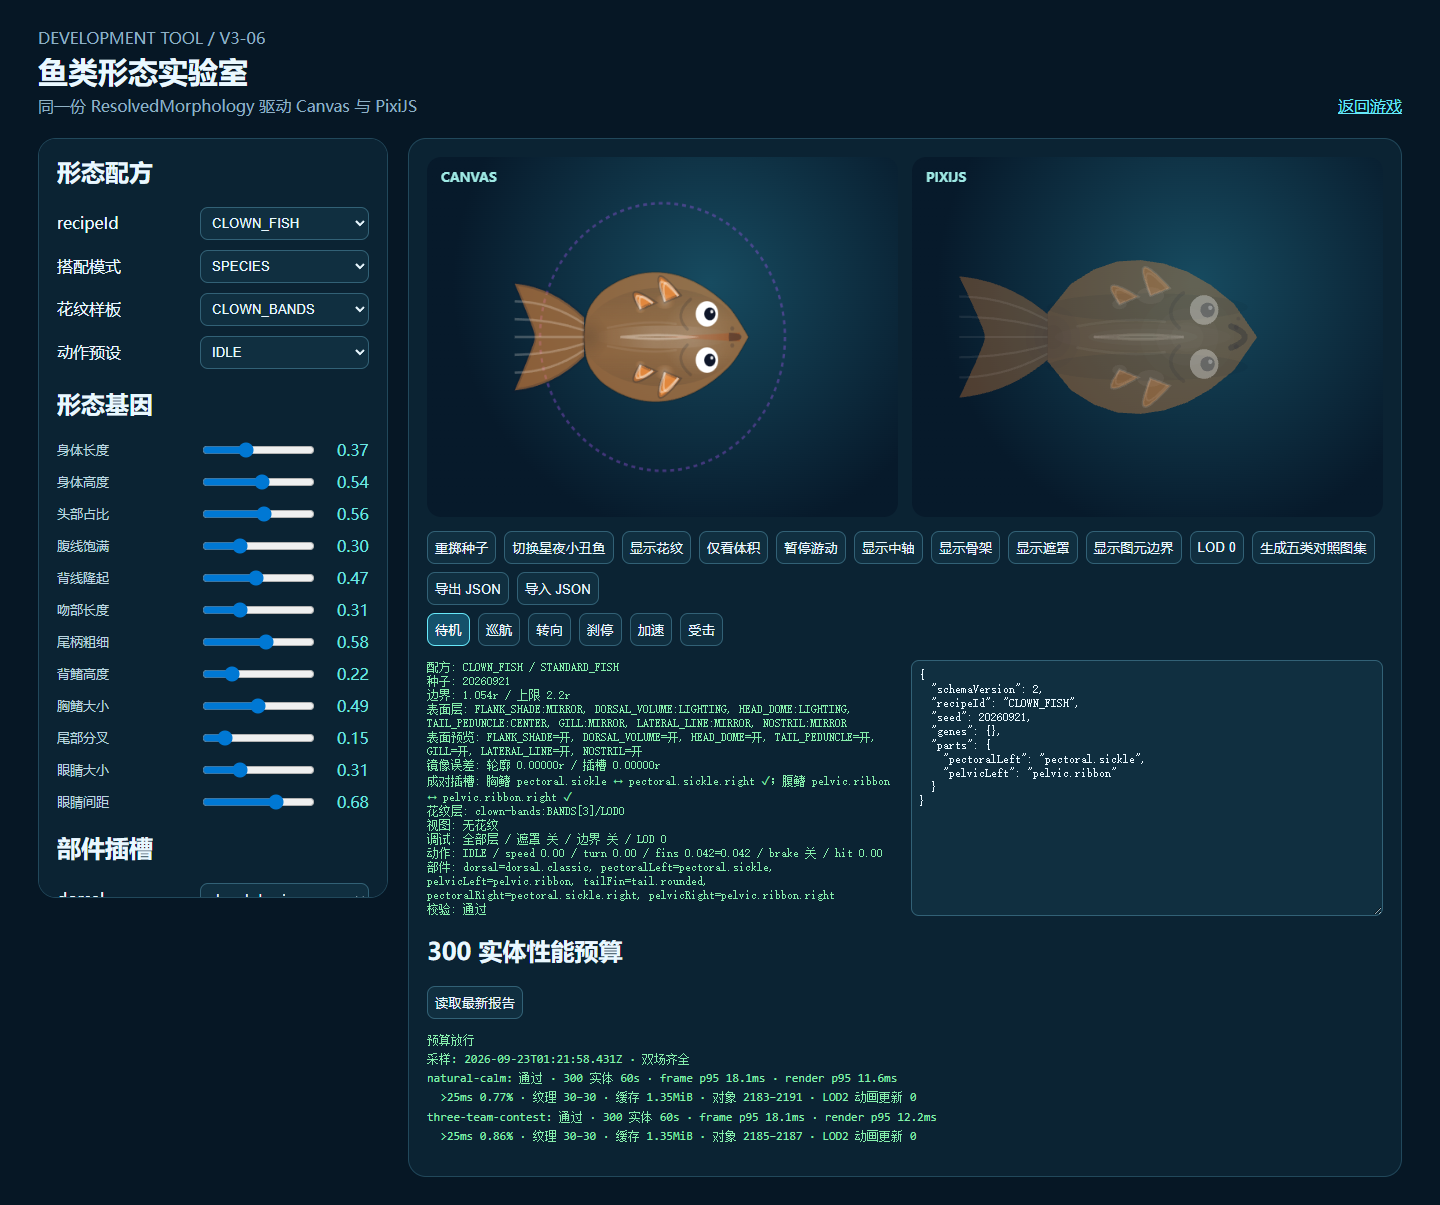 DEVELOPMENT TOOL / V3-06
鱼类形态实验室
同一份 ResolvedMorphology 驱动 Canvas 与 PixiJS
返回游戏
形态配方
recipeId
CLOWN_FISH
搭配模式
SPECIES
花纹样板
CLOWN_BANDS
动作预设
IDLE
形态基因
身体长度 0.37
身体高度 0.54
头部占比 0.56
腹线饱满 0.30
背线隆起 0.47
吻部长度 0.31
尾柄粗细 0.58
背鳍高度 0.22
胸鳍大小 0.49
尾部分叉 0.15
眼睛大小 0.31
眼睛间距 0.68
部件插槽
CANVAS
PIXIJS
重掷种子 切换星夜小丑鱼 显示花纹 仅看体积 暂停游动 显示中轴 显示骨架 显示遮罩 显示图元边界 LOD 0 生成五类对照图集
导出 JSON 导入 JSON
待机 巡航 转向 刹停 加速 受击
配方: CLOWN_FISH / STANDARD_FISH
种子: 20260921
边界: 1.054r / 上限 2.2r
表面层: FLANK_SHADE:MIRROR, DORSAL_VOLUME:LIGHTING, HEAD_DOME:LIGHTING,
TAIL_PEDUNCLE:CENTER, GILL:MIRROR, LATERAL_LINE:MIRROR, NOSTRIL:MIRROR
表面预览: FLANK_SHADE=开, DORSAL_VOLUME=开, HEAD_DOME=开, TAIL_PEDUNCLE=开,
GILL=开, LATERAL_LINE=开, NOSTRIL=开
镜像误差: 轮廓 0.00000r / 插槽 0.00000r
成对插槽: 胸鳍 pectoral.sickle ↔ pectoral.sickle.right ✓; 腹鳍 pelvic.ribbon
↔ pelvic.ribbon.right ✓
花纹层: clown-bands:BANDS[3]/LOD0
视图: 无花纹
调试: 全部层 / 遮罩 关 / 边界 关 / LOD 0
动作: IDLE / speed 0.00 / turn 0.00 / fins 0.042=0.042 / brake 关 / hit 0.00
部件: dorsal=dorsal.classic, pectoralLeft=pectoral.sickle,
pelvicLeft=pelvic.ribbon, tailFin=tail.rounded,
pectoralRight=pectoral.sickle.right, pelvicRight=pelvic.ribbon.right
校验: 通过
{
"schemaVersion": 2,
"recipeId": "CLOWN_FISH",
"seed": 20260921,
"genes": {},
"parts": {
"pectoralLeft": "pectoral.sickle",
"pelvicLeft": "pelvic.ribbon"
}
}
300 实体性能预算
读取最新报告
预算放行
采样: 2026-09-23T01:21:58.431Z · 双场齐全
natural-calm: 通过 · 300 实体 60s · frame p95 18.1ms · render p95 11.6ms
>25ms 0.77% · 纹理 30-30 · 缓存 1.35MiB · 对象 2183-2191 · LOD2 动画更新 0
three-team-contest: 通过 · 300 实体 60s · frame p95 18.1ms · render p95 12.2ms
>25ms 0.86% · 纹理 30-30 · 缓存 1.35MiB · 对象 2185-2187 · LOD2 动画更新 0